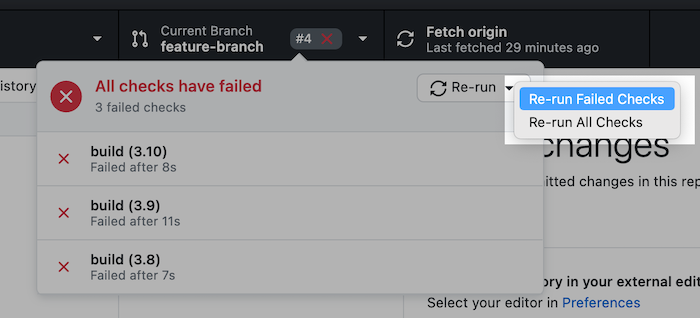 Current Branch
feature-branch
#4
Fetch origin
Last fetched 29 minutes ago
istory
All checks have failed
3 failed checks
Re-run
Re-run Failed Checks
Re-run All Checks
changes
itted changes in this rep
build (3.10)
Failed after 8s
build (3.9)
Failed after 11s
build (3.8)
Failed after 7s
ory in your external edit
Select your editor in Preferences